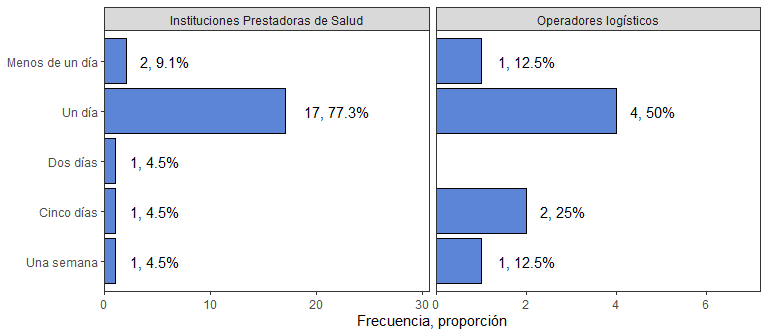 Instituciones Prestadoras de Salud
Operadores logísticos
Menos de un día
2, 9.1%
1, 12.5%
Un día
17, 77.3%
4, 50%
Dos días
1, 4.5%
Cinco días
1, 4.5%
2, 25%
Una semana
1, 4.5%
1, 12.5%
0
10
20
30
0
2
4
6
Frecuencia, proporción